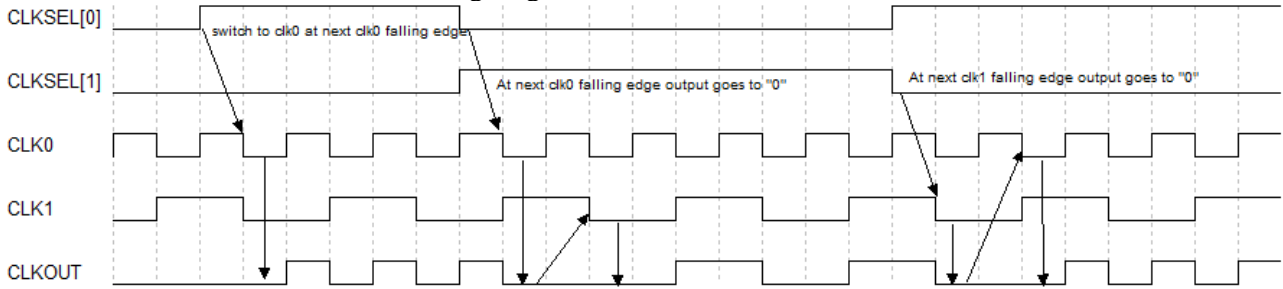 CLKSEL[0]
switch to clk0 at next clk0 falling edge
CLKSEL[1]
At next clk0 falling edge output goes to "0"
At next clk1 falling edge output goes to "0"
CLK0
CLK1
CLKOUT